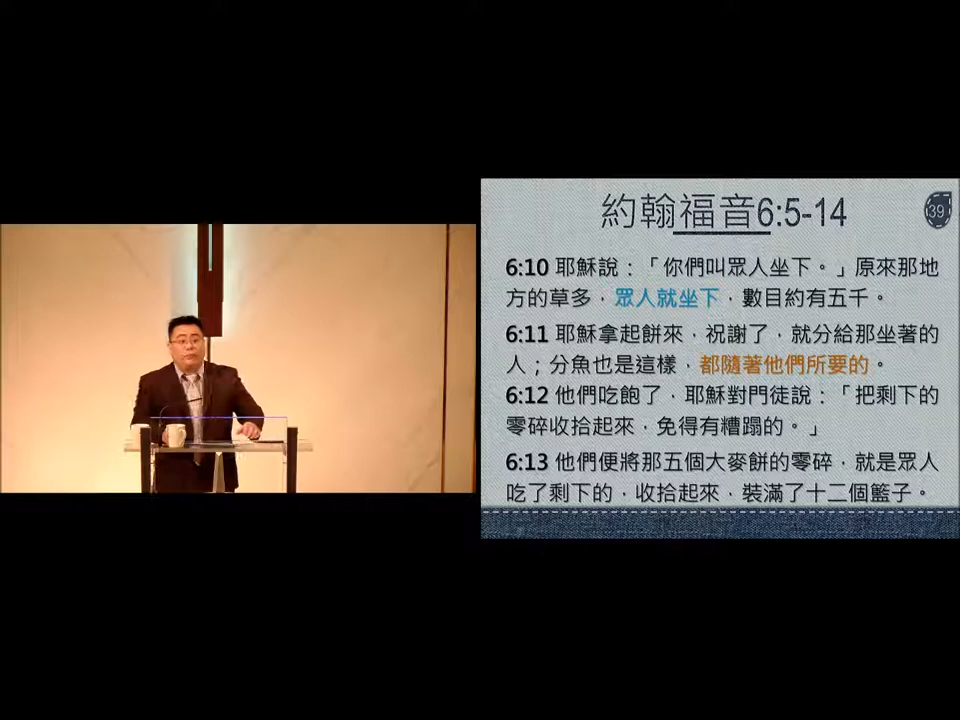 約翰福音6:5-14
39
6:10 耶穌說：「你們叫眾人坐下。」原來那地
方的草多，眾人就坐下，數目約有五千。
6:11 耶穌拿起餅來，祝謝了，就分給那坐著的
人；分魚也是這樣，都隨著他們所要的。
6:12 他們吃飽了，耶穌對門徒說：「把剩下的
零碎收拾起來，免得有糟蹋的。」
6:13 他們便將那五個大麥餅的零碎，就是眾人
吃了剩下的，收拾起來，裝滿了十二個籃子。